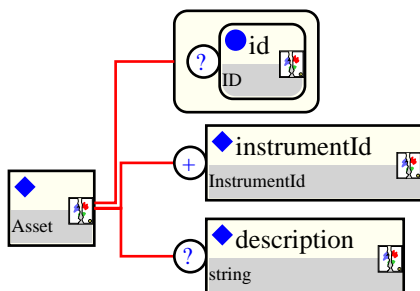 id
?
ID
instrumentId
+
InstrumentId
Asset
description
?
string